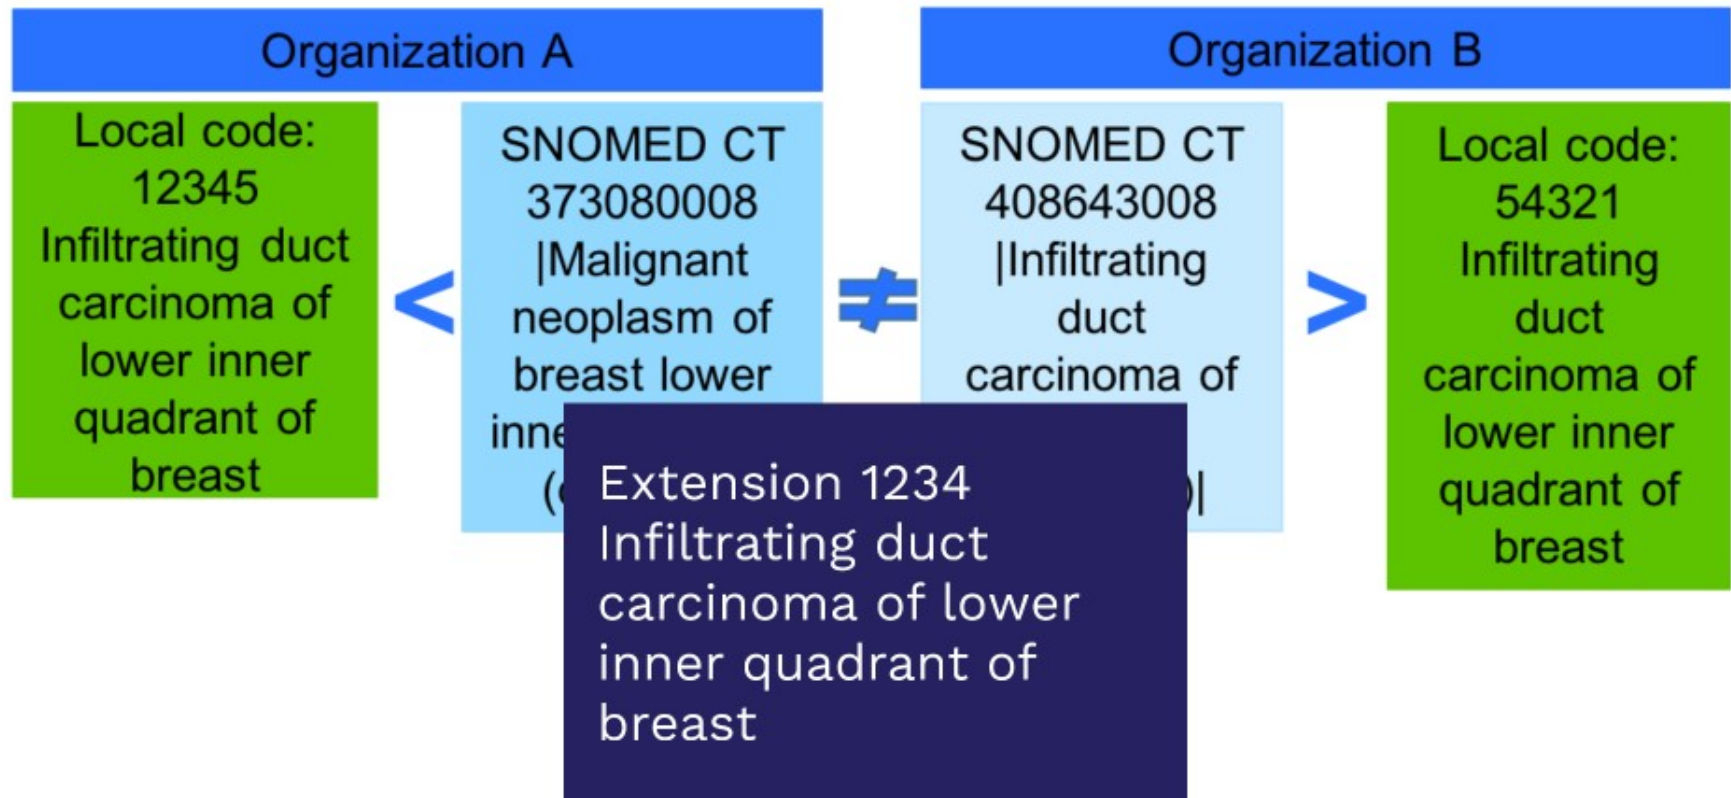 Organization A
Local code:
12345
Infiltrating duct
carcinoma of
lower inner
quadrant of
breast
<
SNOMED CT
373080008
|Malignant
neoplasm of
breast lower
≠
Organization B
SNOMED CT
408643008
|Infiltrating
duct
carcinoma of
)|
>
Local code:
54321
Infiltrating
duct
carcinoma of
lower inner
quadrant of
breast
Extension 1234
Infiltrating duct
carcinoma of lower
inner quadrant of
breast